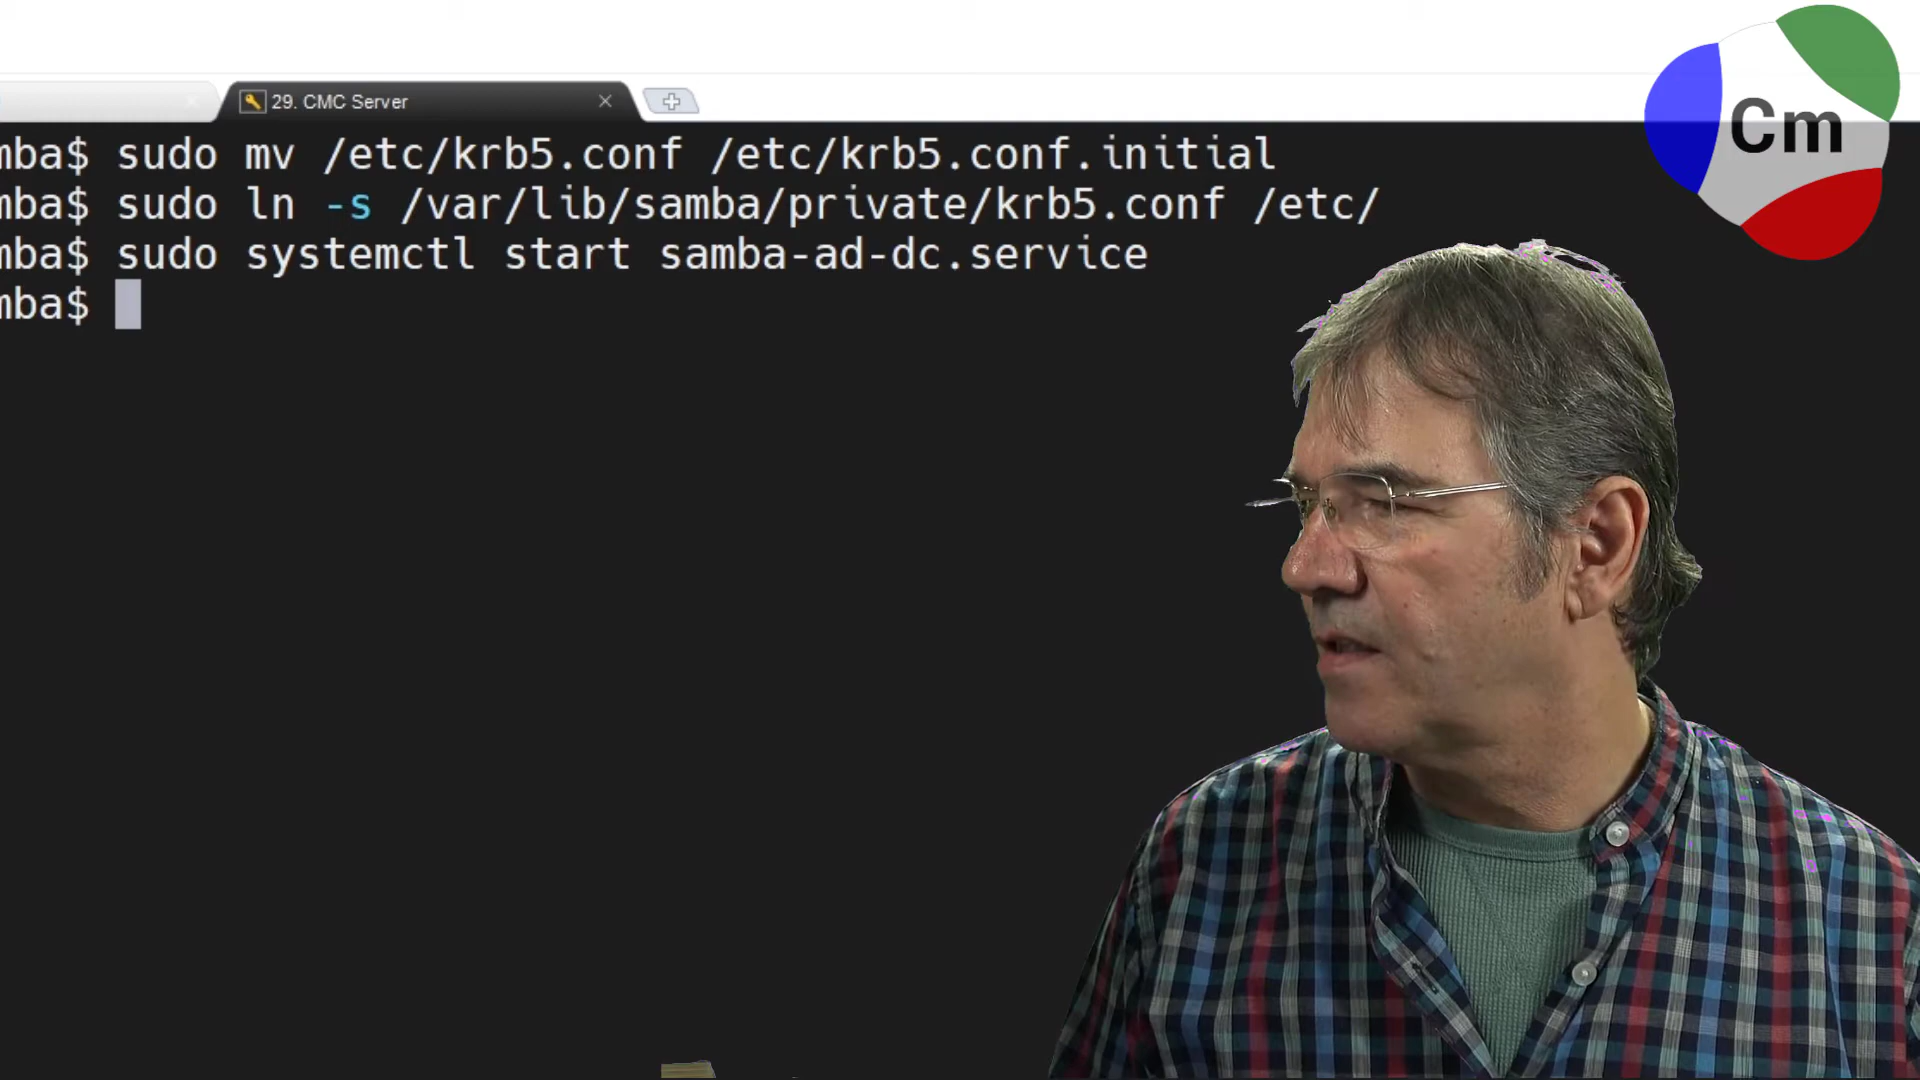 Cm
29. CMC Server
mba$ sudo mv /etc/krb5.conf /etc/krb5.conf.initial
mba$ sudo ln -s /var/lib/samba/private/krb5.conf /etc/
mba$ sudo systemctl start samba-ad-dc.service
mba$